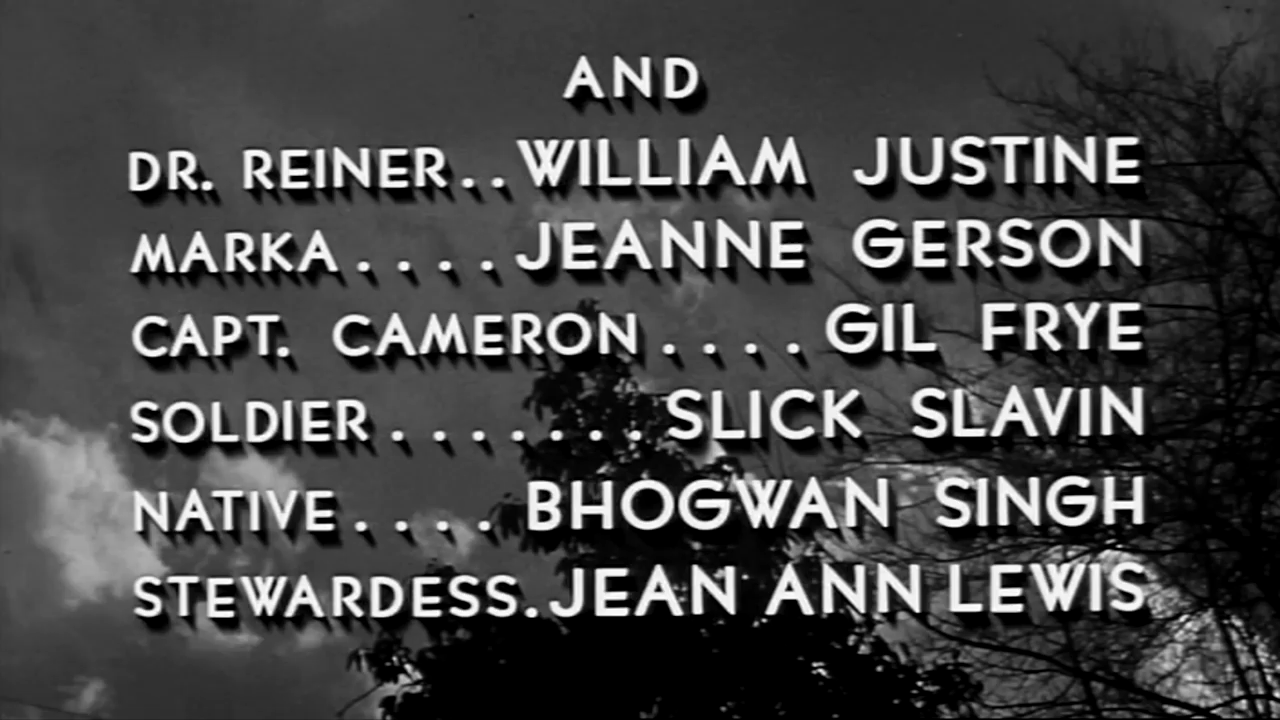 AND
DR. REINER..WILLIAM JUSTINE
MARKA....JEANNE GERSON
CAPT. CAMERON....GIL FRYE
SOLDIER.......SLICK SLAVIN
NATIVE....BHOGWAN SINGH
STEWARDESS.JEAN ANN LEWIS